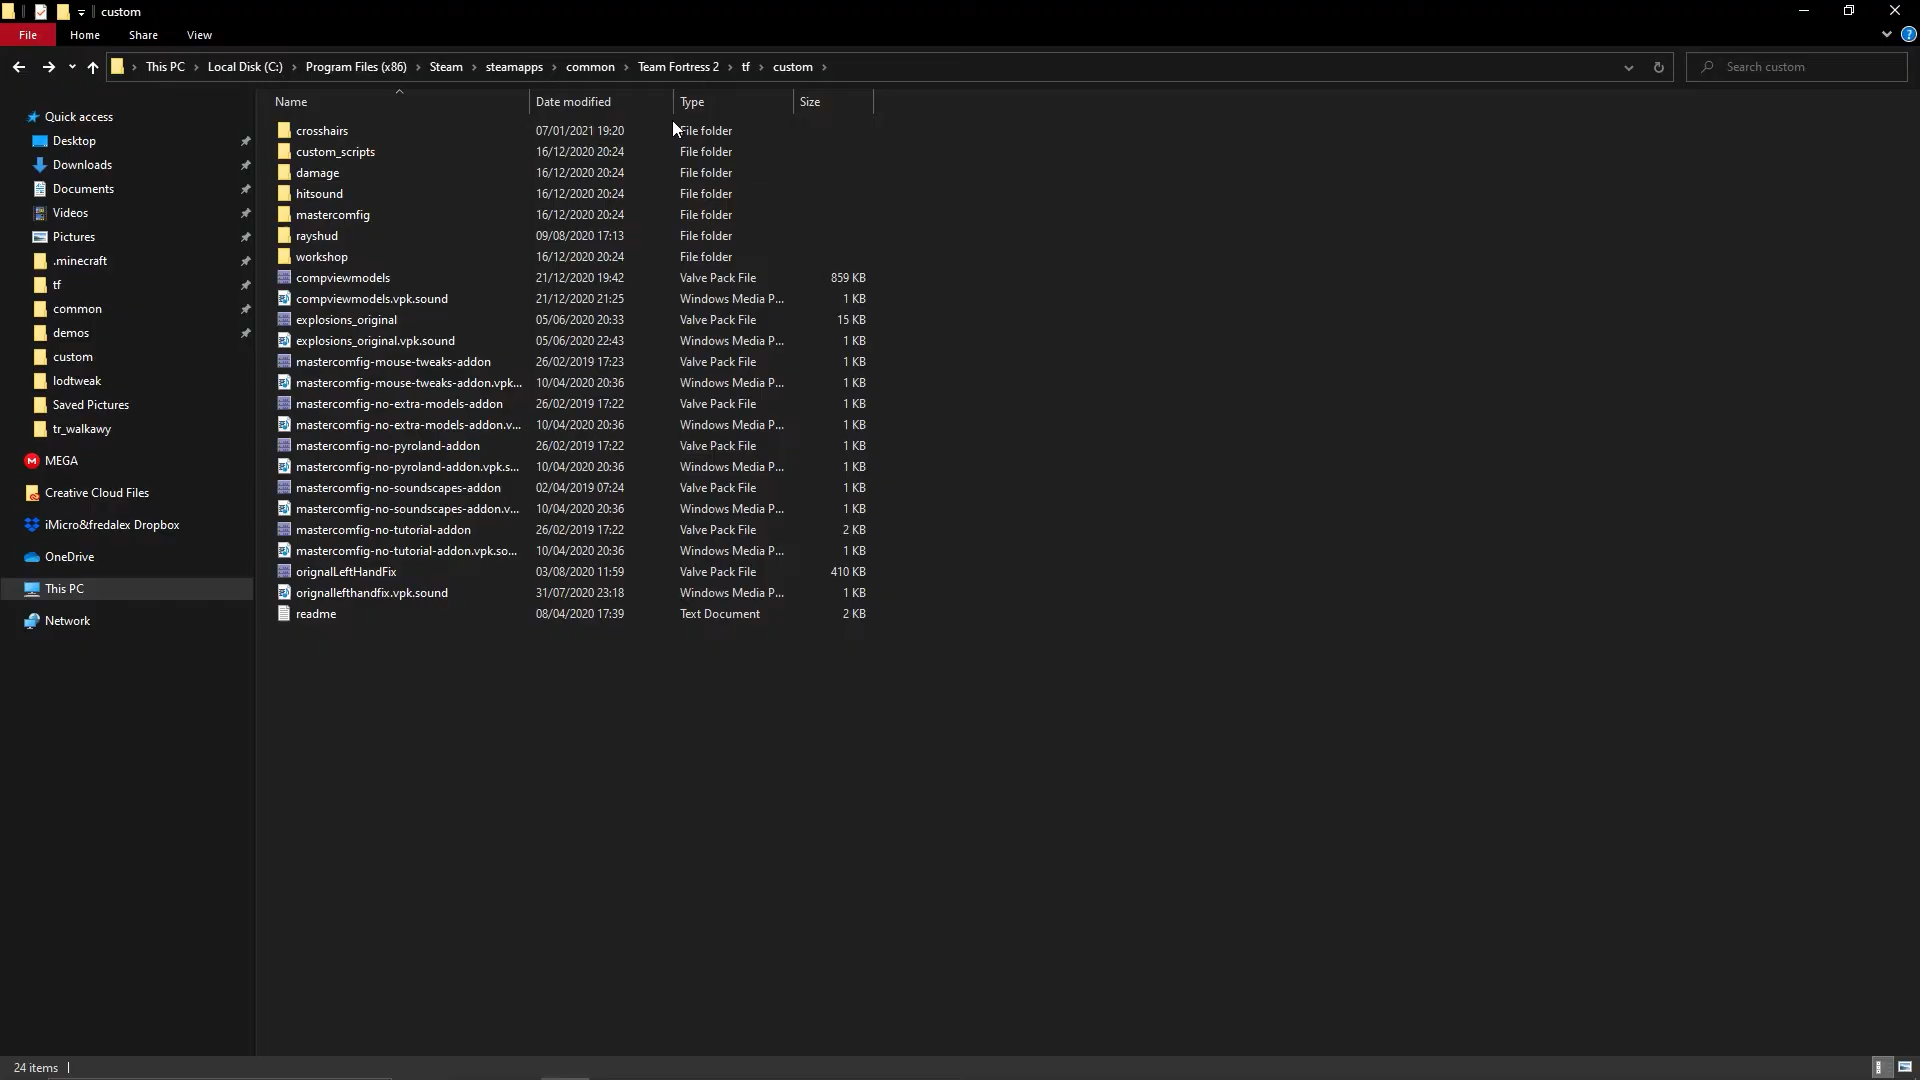 custom
File Home Share View
This PC Local Disk (C:) Program Files (x86) Steam steamapps common Team Fortress 2 tf custom
Search custom
Name Date modified Type Size
Quick access
Desktop
Downloads
Documents
Videos
Pictures
.minecraft
tf
common
demos
custom
lodtweak
Saved Pictures
tr_walkawy
MEGA
Creative Cloud Files
iMicro&fredalex Dropbox
OneDrive
This PC
Network
crosshairs 07/01/2021 19:20 File folder
custom_scripts 16/12/2020 20:24 File folder
damage 16/12/2020 20:24 File folder
hitsound 16/12/2020 20:24 File folder
mastercomfig 16/12/2020 20:24 File folder
rayshud 09/08/2020 17:13 File folder
workshop 16/12/2020 20:24 File folder
compviewmodels 21/12/2020 19:42 Valve Pack File 859 KB
compviewmodels.vpk.sound 21/12/2020 21:25 Windows Media P... 1 KB
explosions_original 05/06/2020 20:33 Valve Pack File 15 KB
explosions_original.vpk.sound 05/06/2020 22:43 Windows Media P... 1 KB
mastercomfig-mouse-tweaks-addon 26/02/2019 17:23 Valve Pack File 1 KB
mastercomfig-mouse-tweaks-addon.vpk... 10/04/2020 20:36 Windows Media P... 1 KB
mastercomfig-no-extra-models-addon 26/02/2019 17:22 Valve Pack File 1 KB
mastercomfig-no-extra-models-addon.v... 10/04/2020 20:36 Windows Media P... 1 KB
mastercomfig-no-pyroland-addon 26/02/2019 17:22 Valve Pack File 1 KB
mastercomfig-no-pyroland-addon.vpk.s... 10/04/2020 20:36 Windows Media P... 1 KB
mastercomfig-no-soundscapes-addon 02/04/2019 07:24 Valve Pack File 1 KB
mastercomfig-no-soundscapes-addon.v... 10/04/2020 20:36 Windows Media P... 1 KB
mastercomfig-no-tutorial-addon 26/02/2019 17:22 Valve Pack File 2 KB
mastercomfig-no-tutorial-addon.vpk.so... 10/04/2020 20:36 Windows Media P... 1 KB
orignalLeftHandFix 03/08/2020 11:59 Valve Pack File 410 KB
orignallefthandfix.vpk.sound 31/07/2020 23:18 Windows Media P... 1 KB
readme 08/04/2020 17:39 Text Document 2 KB
24 items